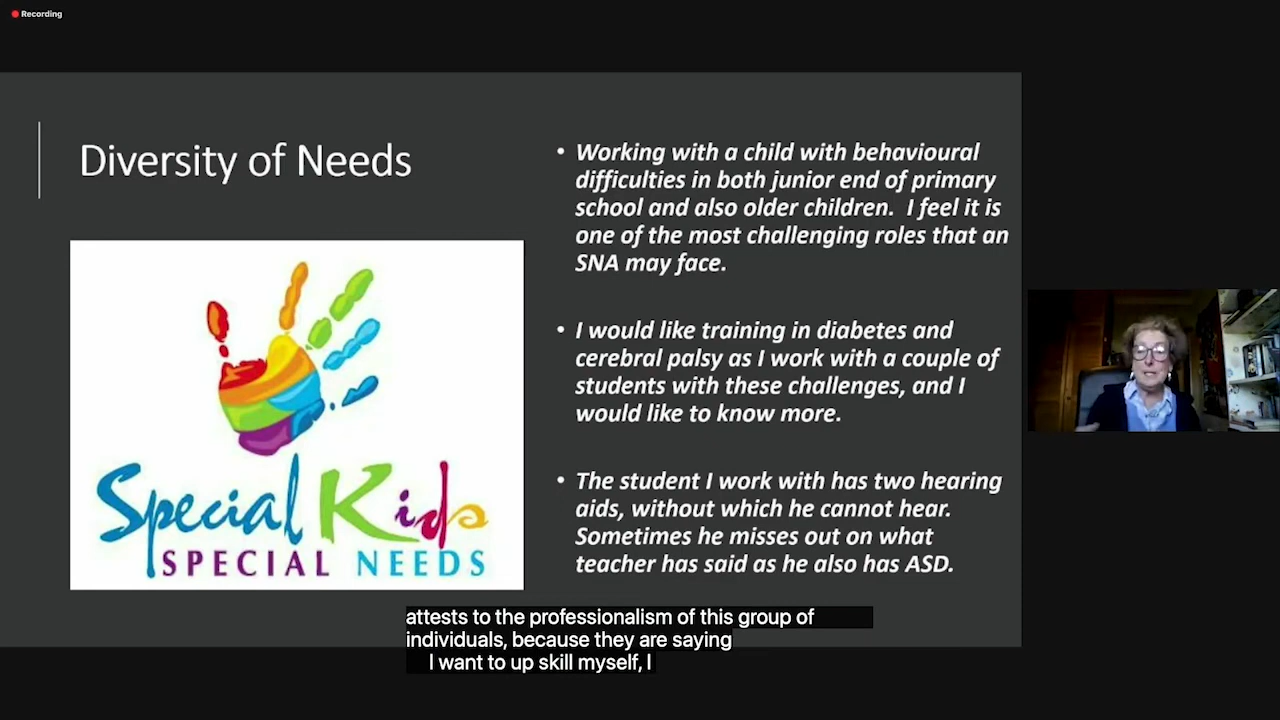 Recording
Diversity of Needs
Special Kids
SPECIAL NEEDS
• Working with a child with behavioural
difficulties in both junior end of primary
school and also older children.  I feel it is
one of the most challenging roles that an
SNA may face.
• I would like training in diabetes and
cerebral palsy as I work with a couple of
students with these challenges, and I
would like to know more.
• The student I work with has two hearing
aids, without which he cannot hear.
Sometimes he misses out on what
teacher has said as he also has ASD.
attests to the professionalism of this group of
individuals, because they are saying
I want to up skill myself, I